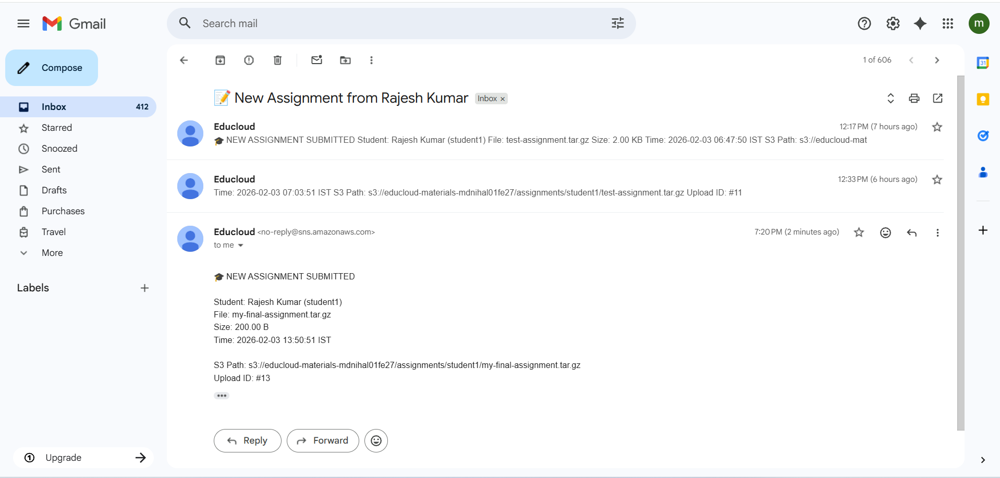 Gmail
Search mail
m
Compose
1 of 606
31
Inbox 412
Starred
Snoozed
Sent
Drafts
Purchases
Travel
More
Labels
Upgrade
📝 New Assignment from Rajesh Kumar Inbox ×
Educloud 12:17 PM (7 hours ago)
🎓 NEW ASSIGNMENT SUBMITTED Student: Rajesh Kumar (student1) File: test-assignment.tar.gz Size: 2.00 KB Time: 2026-02-03 06:47:50 IST S3 Path: s3://educloud-mat
Educloud 12:33 PM (6 hours ago)
Time: 2026-02-03 07:03:51 IST S3 Path: s3://educloud-materials-mdnihal01fe27/assignments/student1/test-assignment.tar.gz Upload ID: #11
Educloud <no-reply@sns.amazonaws.com> 7:20 PM (2 minutes ago)
to me
🎓 NEW ASSIGNMENT SUBMITTED
Student: Rajesh Kumar (student1)
File: my-final-assignment.tar.gz
Size: 200.00 B
Time: 2026-02-03 13:50:51 IST
S3 Path: s3://educloud-materials-mdnihal01fe27/assignments/student1/my-final-assignment.tar.gz
Upload ID: #13
Reply
Forward